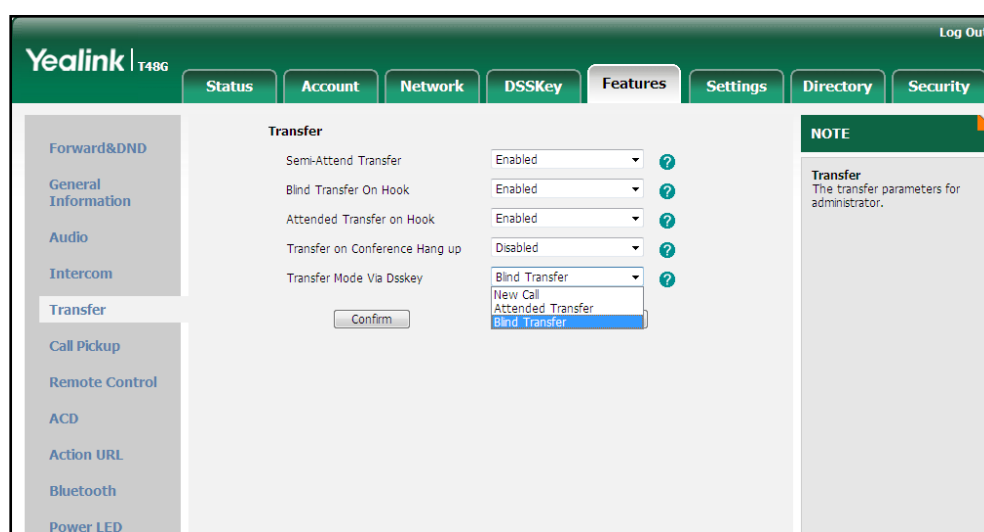 Log Out
Yealink T48G
Status Account Network DSSKey Features Settings Directory Security
Forward&DND
General
Information
Audio
Intercom
Transfer
Call Pickup
Remote Control
ACD
Action URL
Bluetooth
Power LED
Transfer
Semi-Attend Transfer Enabled ?
Blind Transfer On Hook Enabled ?
Attended Transfer on Hook Enabled ?
Transfer on Conference Hang up Disabled ?
Transfer Mode Via Dsskey Blind Transfer ?
New Call
Attended Transfer
Blind Transfer
Confirm
NOTE
Transfer
The transfer parameters for
administrator.